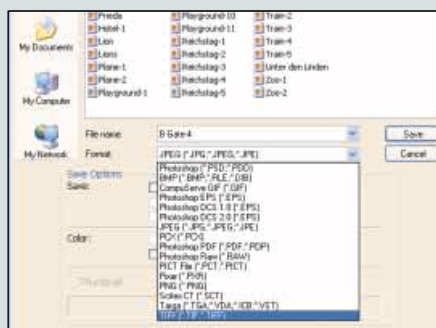 Frieda Playground-10 Train-2
Hotel-1 Playground-11 Train-3
Lion Reichstag-1 Train-4
Lions Reichstag-2 Train-5
Plane-1 Reichstag-3 Unter den Linden
Plane-2 Reichstag-4 Zoo-1
Playground-1 Reichstag-5 Zoo-2
My Documents
My Computer
My Network
File name: B-Gate-4 Save
Format: JPEG (*.JPG;*.JPEG;*.JPE) Cancel
Save Options
Save:
Color:
Thumbnail
Photoshop (*.PSD;*.PDD)
BMP (*.BMP;*.RLE;*.DIB)
CompuServe GIF (*.GIF)
Photoshop EPS (*.EPS)
Photoshop DCS 1.0 (*.EPS)
Photoshop DCS 2.0 (*.EPS)
JPEG (*.JPG;*.JPEG;*.JPE)
PCX (*.PCX)
Photoshop PDF (*.PDF;*.PDP)
Photoshop Raw (*.RAW)
PICT File (*.PCT;*.PICT)
Pixar (*.PXR)
PNG (*.PNG)
Scitex CT (*.SCT)
Targa (*.TGA;*.VDA;*.ICB;*.VST)
TIFF (*.TIF;*.TIFF)